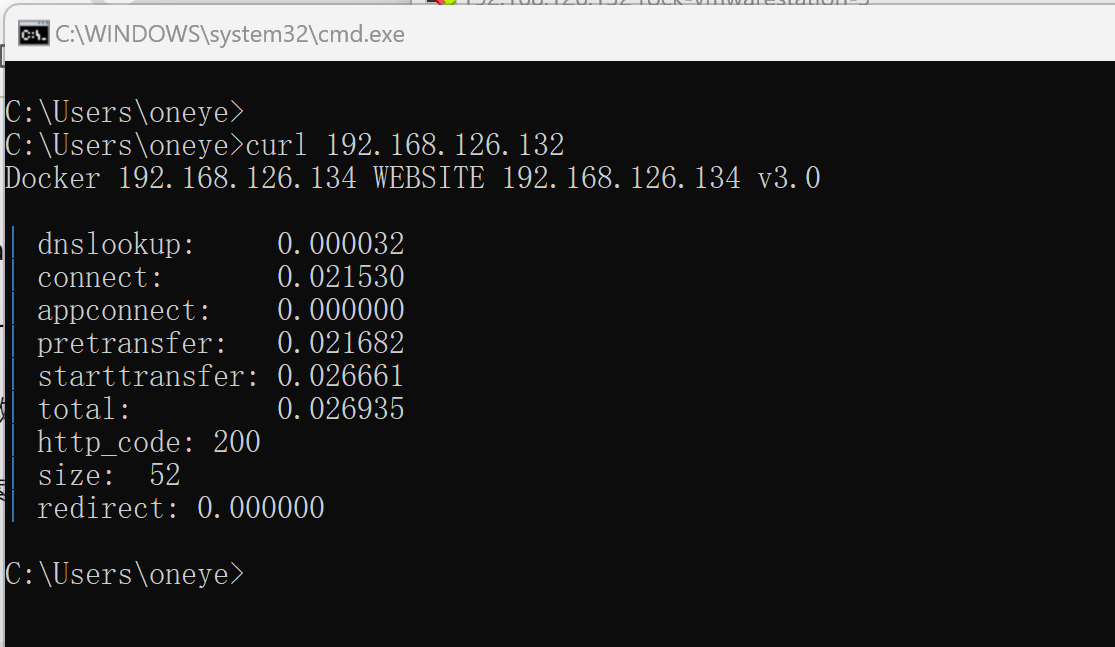 C:\WINDOWS\system32\cmd.exe
C:\Users\oneye>
C:\Users\oneye>curl 192.168.126.132
Docker 192.168.126.134 WEBSITE 192.168.126.134 v3.0
dnslookup: 0.000032
connect: 0.021530
appconnect: 0.000000
pretransfer: 0.021682
starttransfer: 0.026661
total: 0.026935
http_code: 200
size: 52
redirect: 0.000000
C:\Users\oneye>